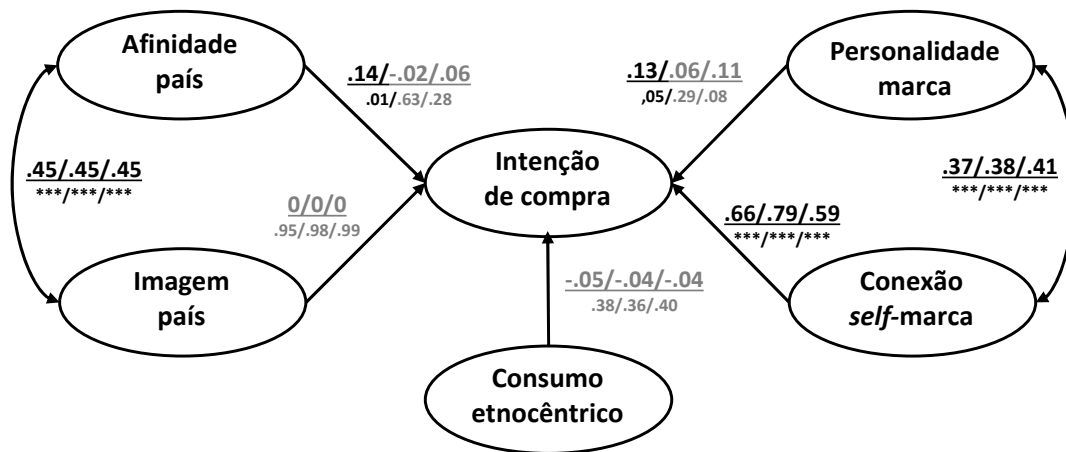 Afinidade
país
.14/-.02/.06
.01/.63/.28
.13/.06/.11
,05/.29/.08
Personalidade
marca
.45/.45/.45
***/***/***
Intenção
de compra
.37/.38/.41
***/***/***
0/0/0
.95/.98/.99
.66/.79/.59
***/***/***
Imagem
país
-.05/-.04/-.04
.38/.36/.40
Conexão
self-marca
Consumo
etnocêntrico